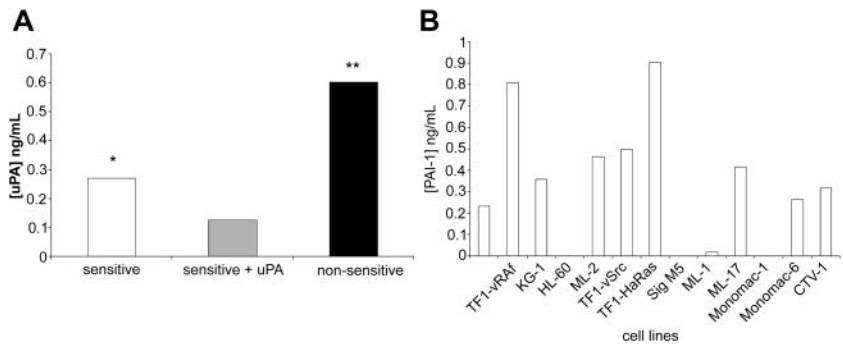 A
[uPA] ng/mL
0.7
0.6
0.5
0.4
0.3
0.2
0.1
0
*
**
sensitive
sensitive + uPA
non-sensitive
B
[PAI-1] ng/mL
1
0.9
0.8
0.7
0.6
0.5
0.4
0.3
0.2
0.1
0
TF1-vRAf
KG-1
HL-60
ML-2
TF1-vSrc
TF1-HaRas
Sig M5
ML-1
ML-17
Monomac-1
Monomac-6
CTV-1
cell lines